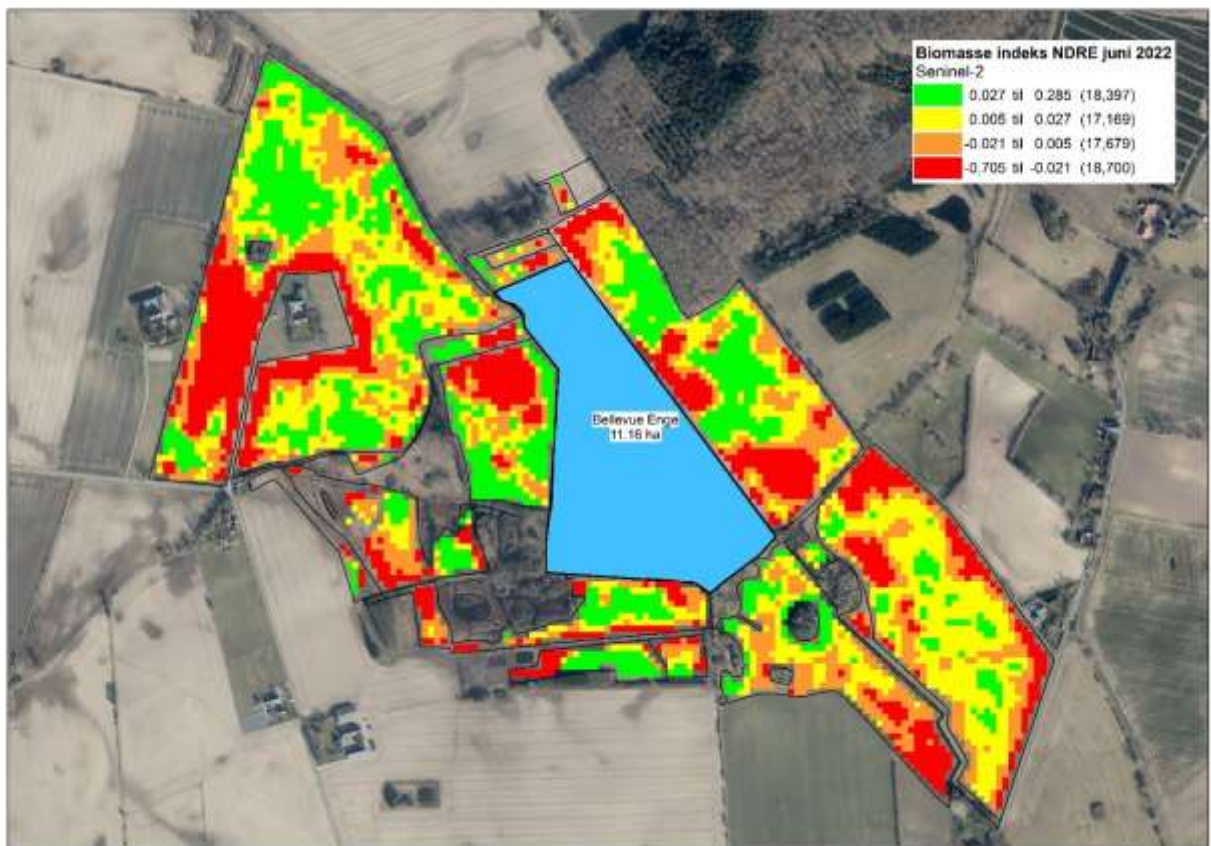 Biomasse indeks NDRE juni 2022
Seninel-2
0.027 til 0.285 (18,397)
0.005 til 0.027 (17,169)
-0.021 til 0.005 (17,679)
-0.705 til -0.021 (18,700)
Bellevue Enge
11.16 ha